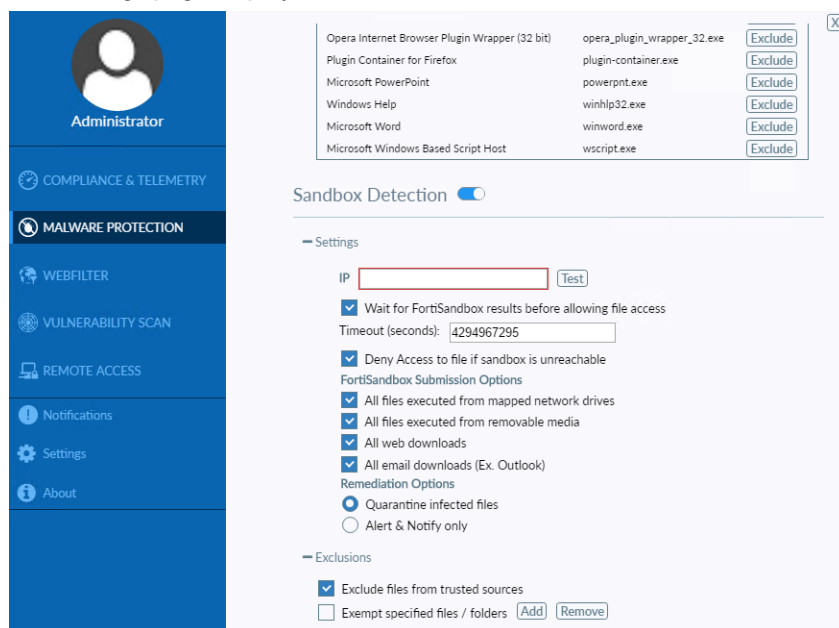 X
Opera Internet Browser Plugin Wrapper (32 bit) opera_plugin_wrapper_32.exe Exclude
Plugin Container for Firefox plugin-container.exe Exclude
Microsoft PowerPoint powerpnt.exe Exclude
Windows Help winhlp32.exe Exclude
Microsoft Word winword.exe Exclude
Microsoft Windows Based Script Host wscript.exe Exclude
Administrator
COMPLIANCE & TELEMETRY
MALWARE PROTECTION
WEBFILTER
VULNERABILITY SCAN
REMOTE ACCESS
Notifications
Settings
About
Sandbox Detection
Settings
IP Test
Wait for FortiSandbox results before allowing file access
Timeout (seconds): 4294967295
Deny Access to file if sandbox is unreachable
FortiSandbox Submission Options
All files executed from mapped network drives
All files executed from removable media
All web downloads
All email downloads (Ex. Outlook)
Remediation Options
Quarantine infected files
Alert & Notify only
Exclusions
Exclude files from trusted sources
Exempt specified files / folders Add Remove